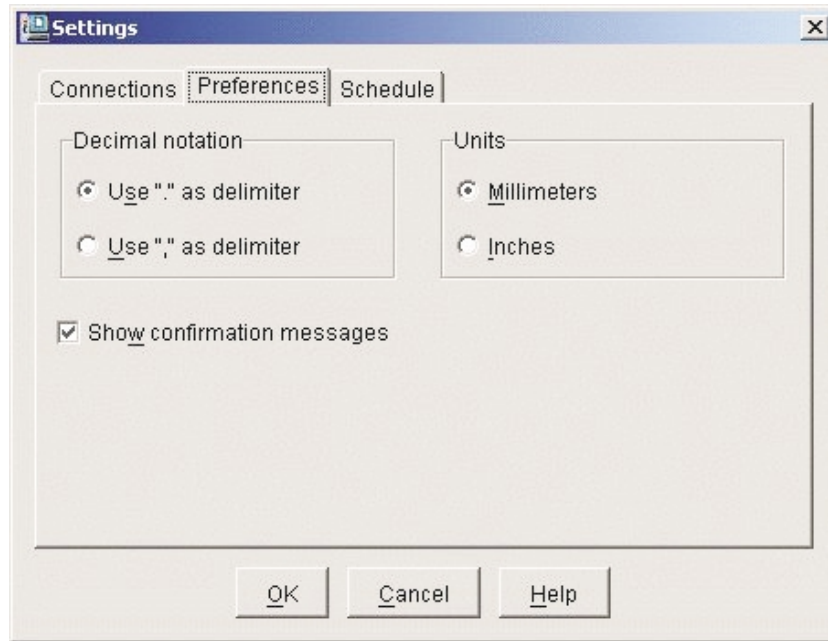 Settings
Connections Preferences Schedule
Decimal notation
Use "." as delimiter
Use "," as delimiter
Units
Millimeters
Inches
Show confirmation messages
OK Cancel Help